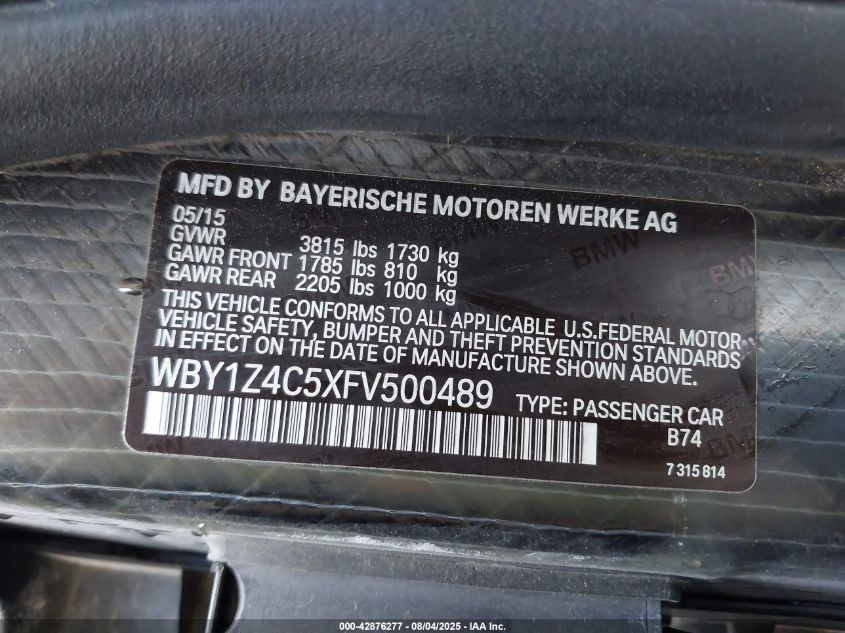 MFD BY BAYERISCHE MOTOREN WERKE AG
05/15
GVWR 3815 lbs 1730 kg
GAWR FRONT 1785 lbs 810 kg
GAWR REAR 2205 lbs 1000 kg
THIS VEHICLE CONFORMS TO ALL APPLICABLE U.S.FEDERAL MOTOR
VEHICLE SAFETY, BUMPER AND THEFT PREVENTION STANDARDS
IN EFFECT ON THE DATE OF MANUFACTURE SHOWN ABOVE.
WBY1Z4C5XFV500489 TYPE: PASSENGER CAR
B74
7 315 814
BMW
BMW
BMW
000-42876277 - 08/04/2025 - IAA Inc.